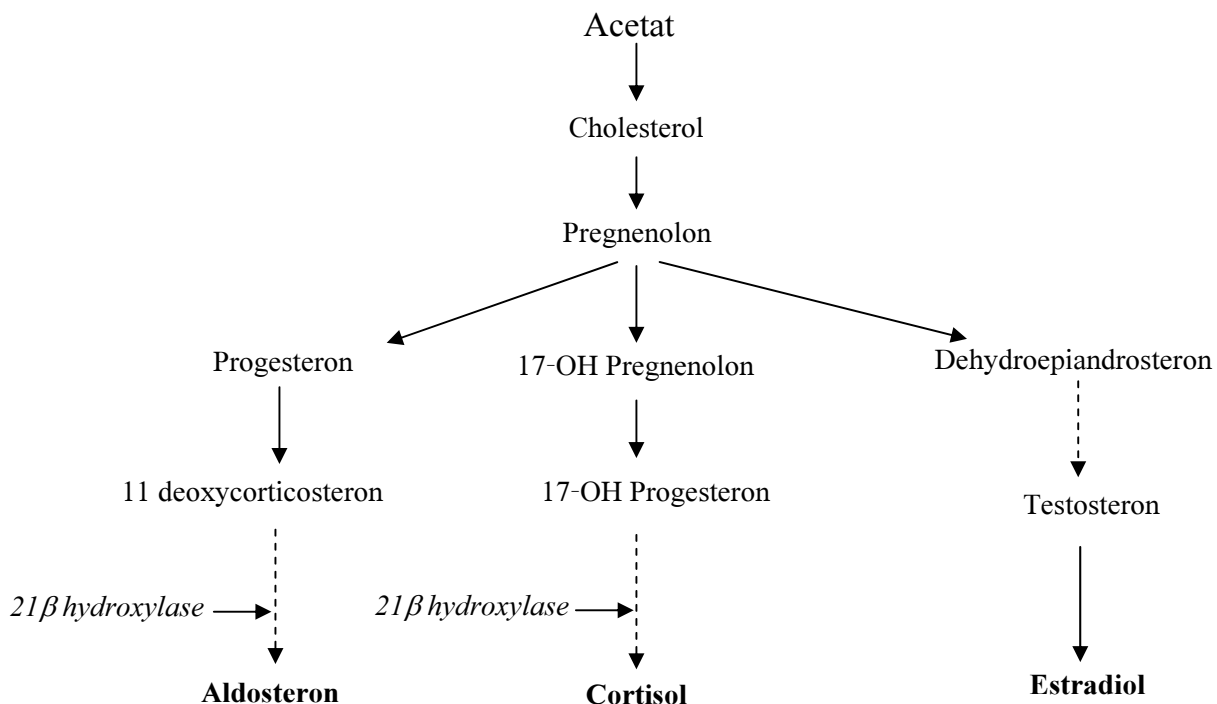 Acetat
Cholesterol
Pregnenolon
Progesteron
17-OH Pregnenolon
Dehydroepiandrosteron
11 deoxycorticosteron
17-OH Progesteron
Testosteron
21β hydroxylase
21β hydroxylase
Aldosteron
Cortisol
Estradiol